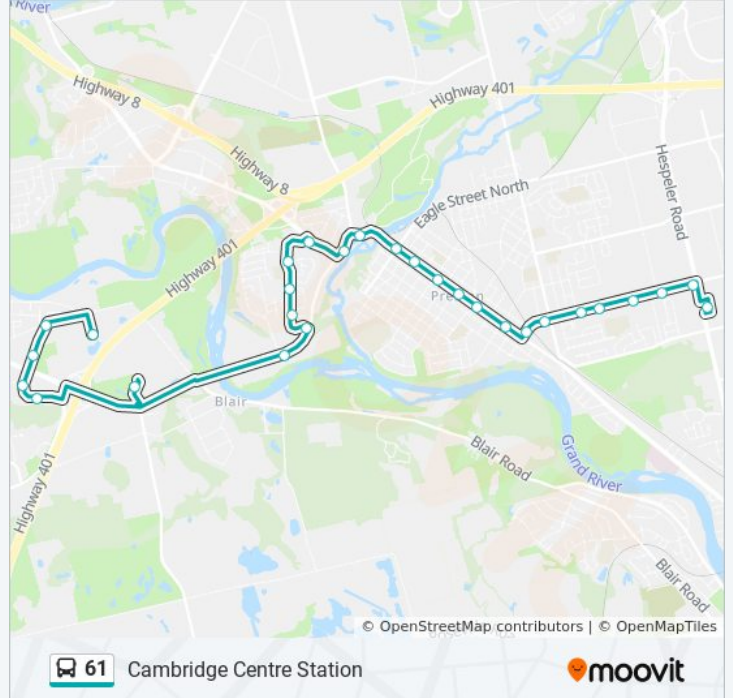 River
Highway 8
Highway 401
Highway 8
Hespeler Road
Eagle Street North
Highway 401
Blair
Blair Road
Grand River
Highway 401
Blair Road
© OpenStreetMap contributors | © OpenMapTiles
61 Cambridge Centre Station
moovit